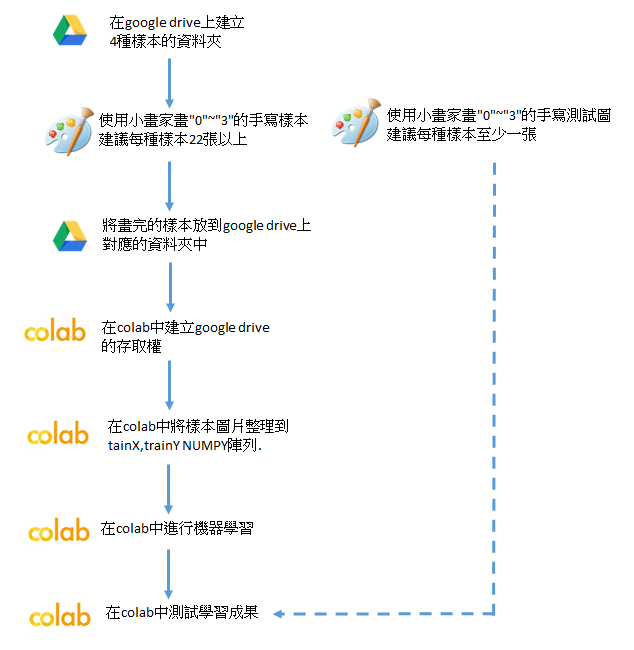 在google drive上建立
4種樣本的資料夾
使用小畫家畫"0"~"3"的手寫樣本
建議每種樣本22張以上
使用小畫家畫"0"~"3"的手寫測試圖
建議每種樣本至少一張
將畫完的樣本放到google drive上
對應的資料夾中
colab
在colab中建立google drive
的存取權
colab
在colab中將樣本圖片整理到
tainX,trainY NUMPY陣列.
colab
在colab中進行機器學習
colab
在colab中測試學習成果